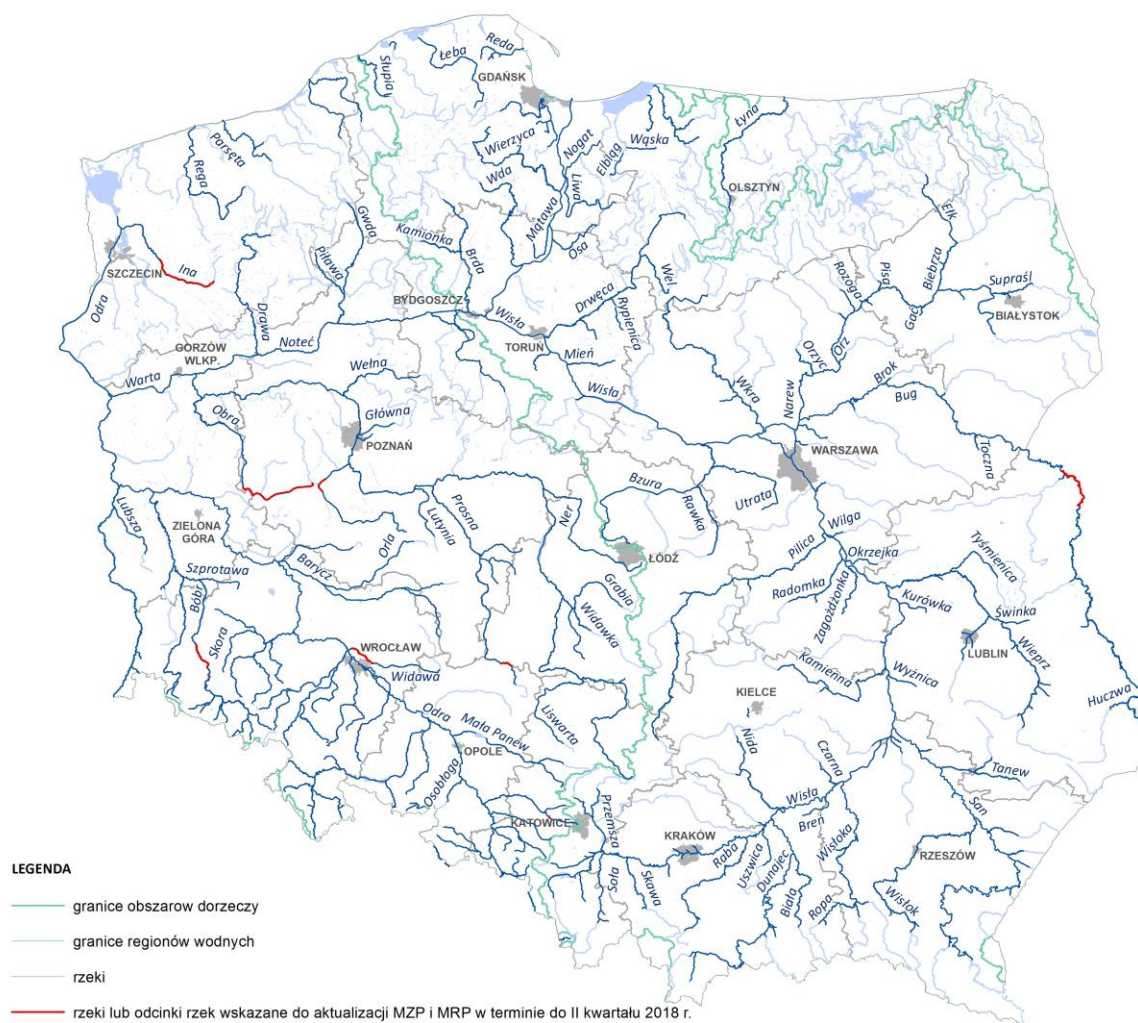 Łeba
Reda
Słupia
GDAŃSK
Wierzyca
Nogat
Elbląg
Wąska
Łyna
Parsęta
Rega
Wda
Liwa
Mątawa
OLSZTYN
Gwda
Kamionka
Brda
Osa
Ełk
SZCZECIN
Ina
Piława
Wel
Rozoga
Pisa
Biebrza
Supraśl
BIAŁYSTOK
Odra
Drawa
BYDGOSZCZ
Wisła
Drwęca
Rypienica
Gać
GORZÓW
WLKP.
Noteć
TORUŃ
Mień
Orzyc
Orz
Warta
Wełna
Wisła
Wkra
Narew
Brok
Bug
Obra
Główna
POZNAŃ
WARSZAWA
Toczna
Lubsza
ZIELONA
GÓRA
Lutynia
Prosna
Ner
Bzura
Rawka
Utrata
Wilga
Orla
ŁÓDŹ
Pilica
Okrzejka
Tyśmienica
Szprotawa
Barycz
Grabia
Radomka
Zagożdżonka
Kurówka
Świnka
Bóbr
Skora
Widawka
WROCŁAW
LUBLIN
Wieprz
Widawa
Kamienna
Wyżnica
KIELCE
Huczwa
Odra
Mała Panew
Liswarta
Nida
Czarna
OPOLE
Osobłoga
Tanew
Wisła
San
KATOWICE
Przemsza
KRAKÓW
Breń
Wisłoka
RZESZÓW
Raba
Uszwica
Dunajec
Biała
Soła
Skawa
Ropa
Wisłok
LEGENDA
granice obszarow dorzeczy
granice regionów wodnych
rzeki
rzeki lub odcinki rzek wskazane do aktualizacji MZP i MRP w terminie do II kwartału 2018 r.